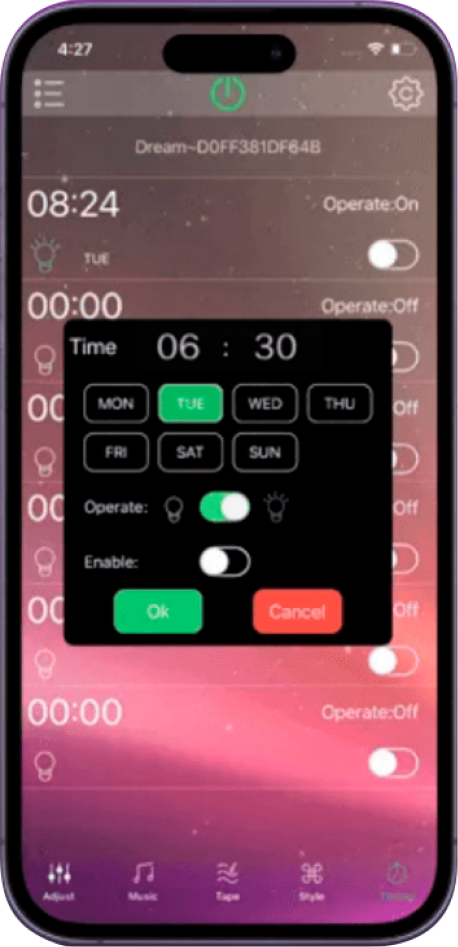 4:27
Dream~D0FF381DF64B
08:24 Operate:On
TUE
00:00 Operate:Off
Time 06 : 30
MON TUE WED THU
00 Off
FRI SAT SUN
00 Off
Operate:
Enable:
00 Off
Ok Cancel
00:00 Operate:Off
Adjust Music Tape Style Timing